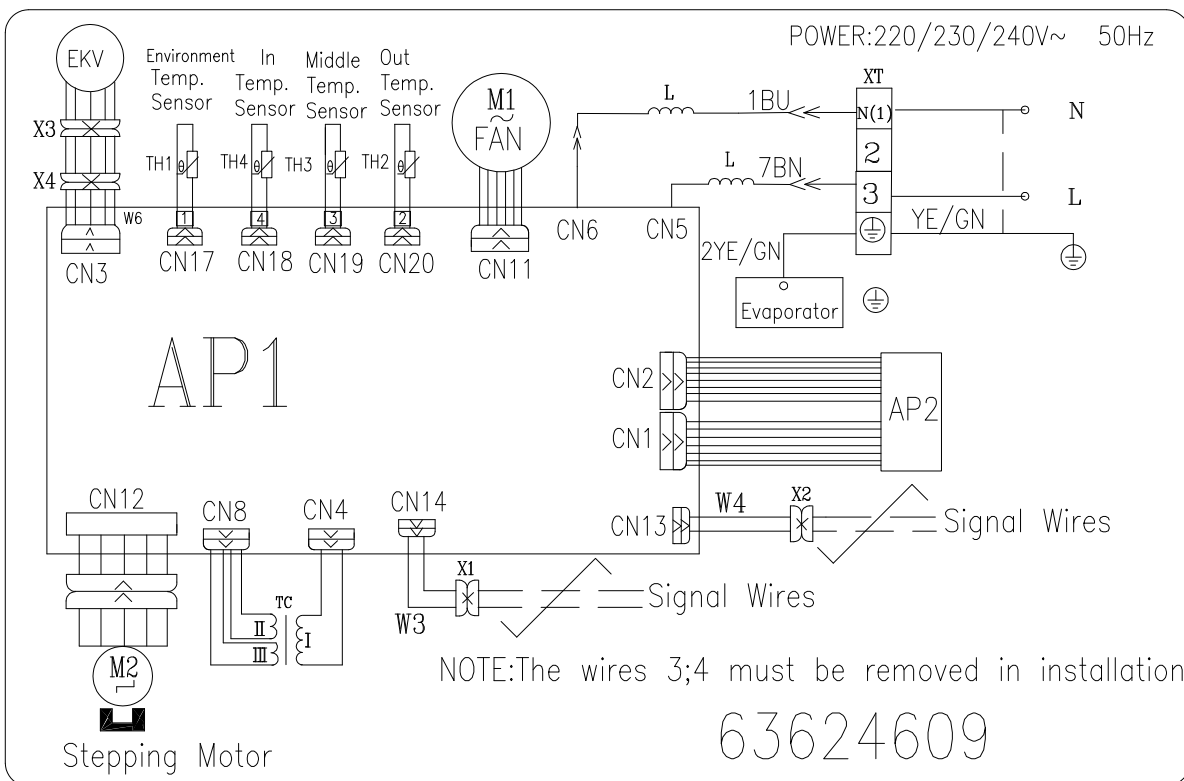 POWER:220/230/240V~ 50Hz
EKV
Environment
Temp.
Sensor
In
Temp.
Sensor
Middle
Temp.
Sensor
Out
Temp.
Sensor
M1
~
FAN
L
1BU
XT
N(1)
N
X3
TH1
θ
TH4
θ
TH3
θ
TH2
θ
2
L
7BN
3
L
X4
W6
1
4
3
2
CN3
CN17
CN18
CN19
CN20
CN11
CN6
CN5
YE/GN
2YE/GN
Evaporator
AP1
CN2
CN1
AP2
CN12
CN8
CN4
CN14
CN13
W4
X2
Signal Wires
X1
W3
Signal Wires
TC
II
III
I
M2
Stepping Motor
NOTE:The wires 3;4 must be removed in installation
63624609